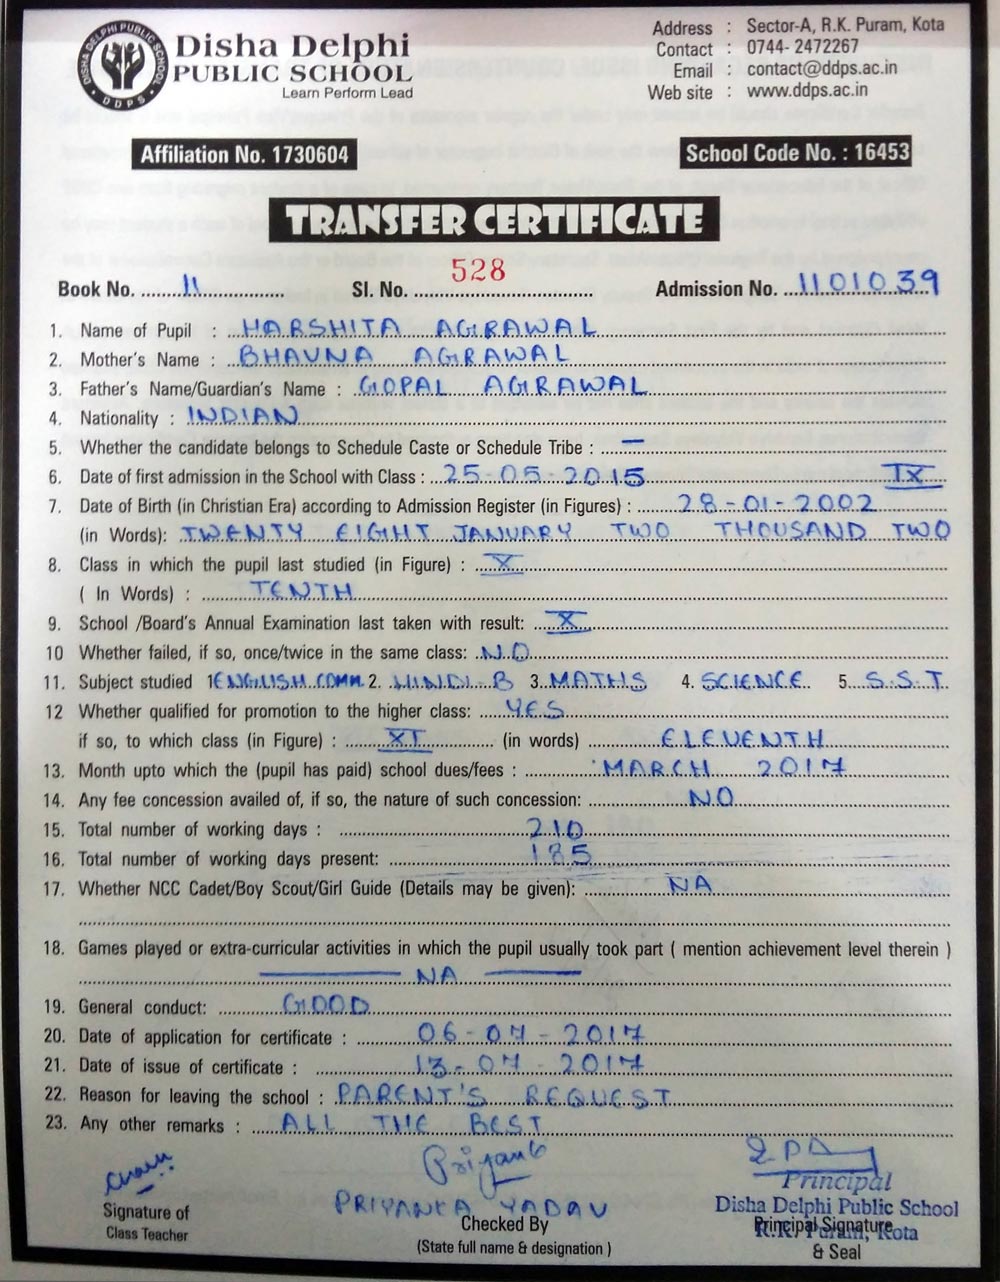 DISHA DELPHI PUBLIC SCHOOL
DDPS
Disha Delphi
PUBLIC SCHOOL
Learn Perform Lead
Address : Sector-A, R.K. Puram, Kota
Contact : 0744- 2472267
Email : contact@ddps.ac.in
Web site : www.ddps.ac.in
Affiliation No. 1730604
School Code No. : 16453
TRANSFER CERTIFICATE
Book No. 11 Sl. No. 528 Admission No. 1101039
1. Name of Pupil : HARSHITA AGRAWAL
2. Mother's Name : BHAVNA AGRAWAL
3. Father's Name/Guardian's Name : GOPAL AGRAWAL
4. Nationality : INDIAN
5. Whether the candidate belongs to Schedule Caste or Schedule Tribe : —
6. Date of first admission in the School with Class : 25-05-2015 IX
7. Date of Birth (in Christian Era) according to Admission Register (in Figures) : 28-01-2002
(in Words): TWENTY EIGHT JANUARY TWO THOUSAND TWO
8. Class in which the pupil last studied (in Figure) : X
( In Words) : TENTH
9. School /Board's Annual Examination last taken with result: X
10 Whether failed, if so, once/twice in the same class: NO
11. Subject studied 1 ENGLISH COMM. 2. HINDI-B 3. MATHS 4. SCIENCE 5. S.S.T
12 Whether qualified for promotion to the higher class: YES
if so, to which class (in Figure) : XI (in words) ELEVENTH
13. Month upto which the (pupil has paid) school dues/fees : MARCH 2017
14. Any fee concession availed of, if so, the nature of such concession: NO
15. Total number of working days : 210
16. Total number of working days present: 185
17. Whether NCC Cadet/Boy Scout/Girl Guide (Details may be given): NA
18. Games played or extra-curricular activities in which the pupil usually took part ( mention achievement level therein )
NA
19. General conduct: GOOD
20. Date of application for certificate : 06-07-2017
21. Date of issue of certificate : 13-07-2017
22. Reason for leaving the school : PARENT'S REQUEST
23. Any other remarks : ALL THE BEST
Signature of
Class Teacher
PRIYANKA YADAV
Checked By
(State full name & designation )
Principal
Disha Delphi Public School
R.K. Puram, Kota
Principal Signature
& Seal